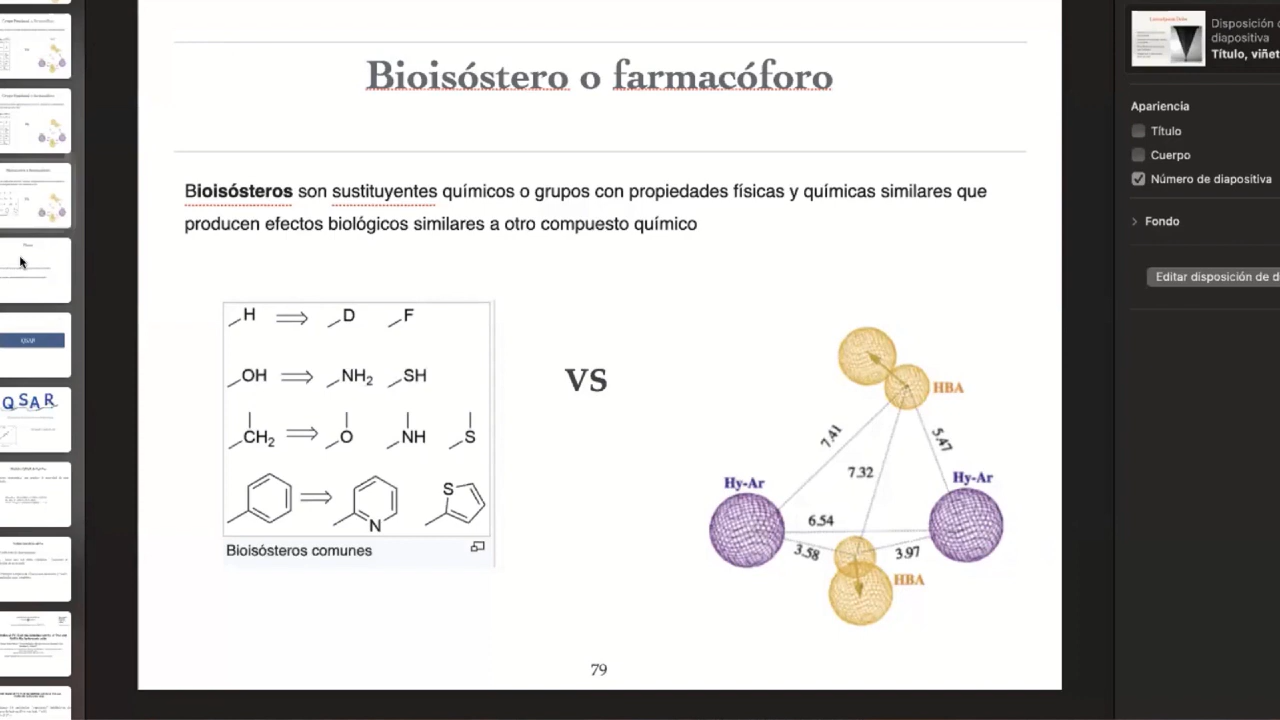 Bioisóstero o farmacóforo
Bioisósteros son sustituyentes químicos o grupos con propiedades físicas y químicas similares que
producen efectos biológicos similares a otro compuesto químico
H D F
OH NH2 SH
CH2 O NH S
N S
Bioisósteros comunes
VS
HBA
7.41
5.47
7.32
Hy-Ar
Hy-Ar
6.54
3.58
3.97
HBA
79
QSAR
QSAR
Disposición
diapositiva
Título, viñet
Apariencia
Título
Cuerpo
Número de diapositiva
Fondo
Editar disposición de d